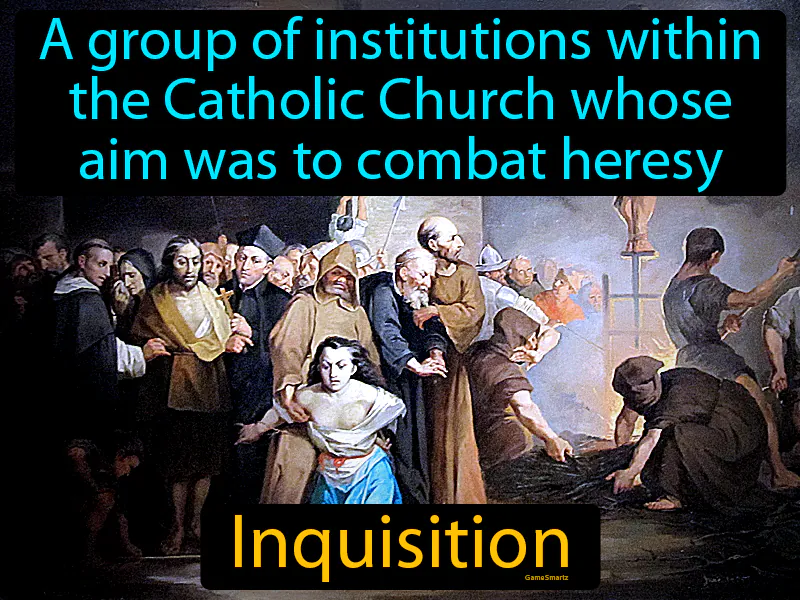 A group of institutions within
the Catholic Church whose
aim was to combat heresy
Inquisition
GameSmartz